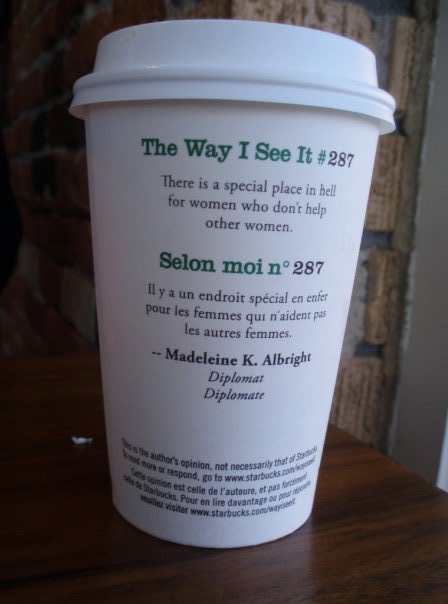 The Way I See It #287
There is a special place in hell
for women who don't help
other women.
Selon moi n° 287
Il y a un endroit spécial en enfer
pour les femmes qui n'aident pas
les autres femmes.
-- Madeleine K. Albright
Diplomat
Diplomate
This is the author's opinion, not necessarily that of Starbucks.
To read more or respond, go to www.starbucks.com/wayiseeit.
Cette opinion est celle de l'auteure, et pas forcément
celle de Starbucks. Pour en lire davantage ou pour répondre,
veuillez visiter www.starbucks.com/wayiseeit.